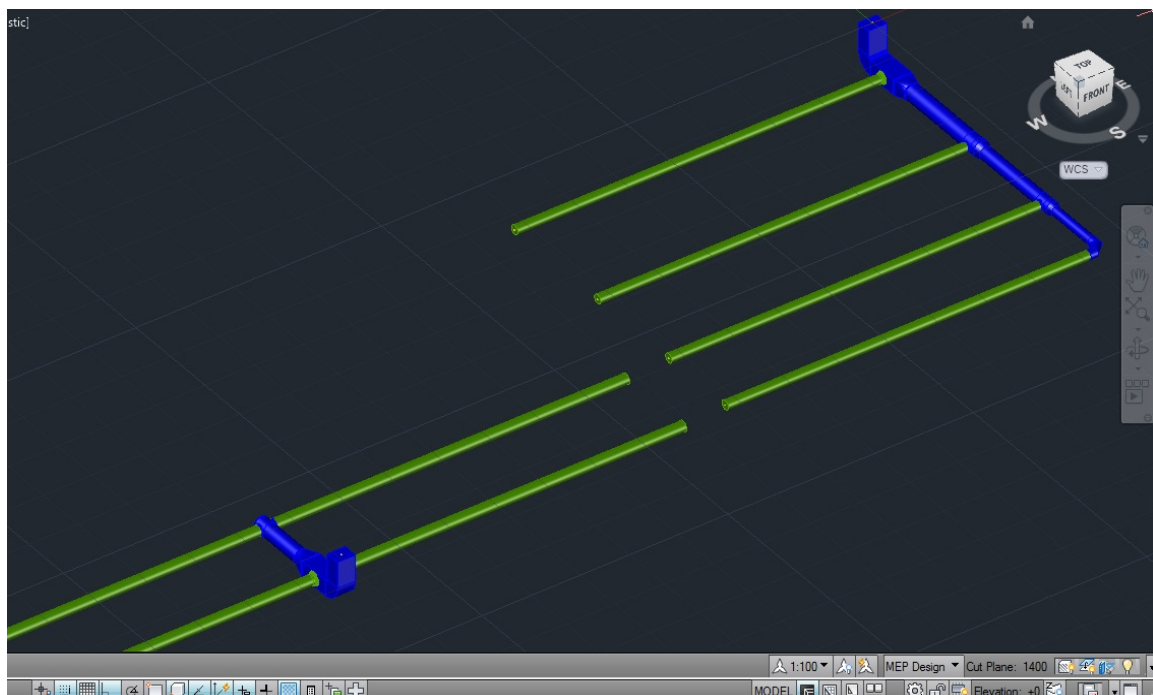 stic]
TOP
LEFT
FRONT
W
S
E
WCS
1:100
MEP Design
Cut Plane: 1400
MODEL
Elevation: +0